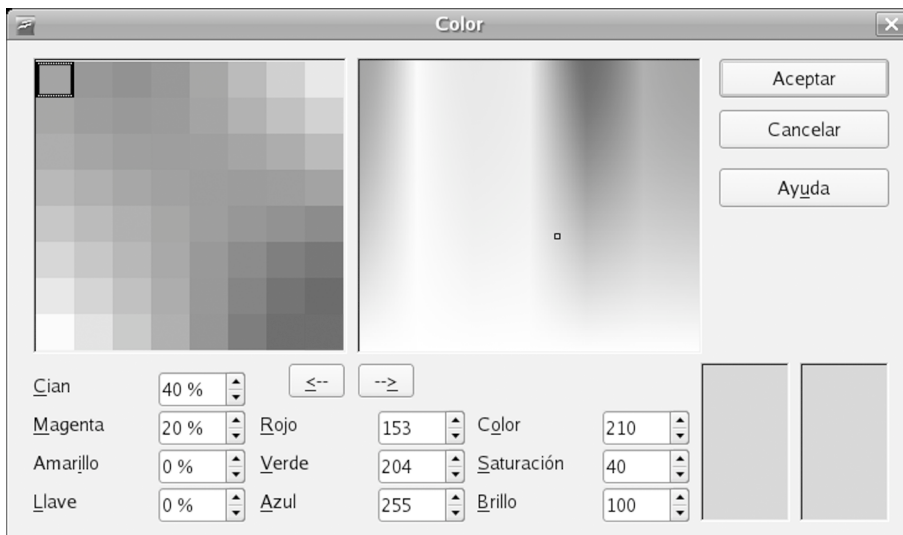 Color
Aceptar
Cancelar
Ayuda
<-- -->
Cian 40 %
Magenta 20 % Rojo 153 Color 210
Amarillo 0 % Verde 204 Saturación 40
Llave 0 % Azul 255 Brillo 100